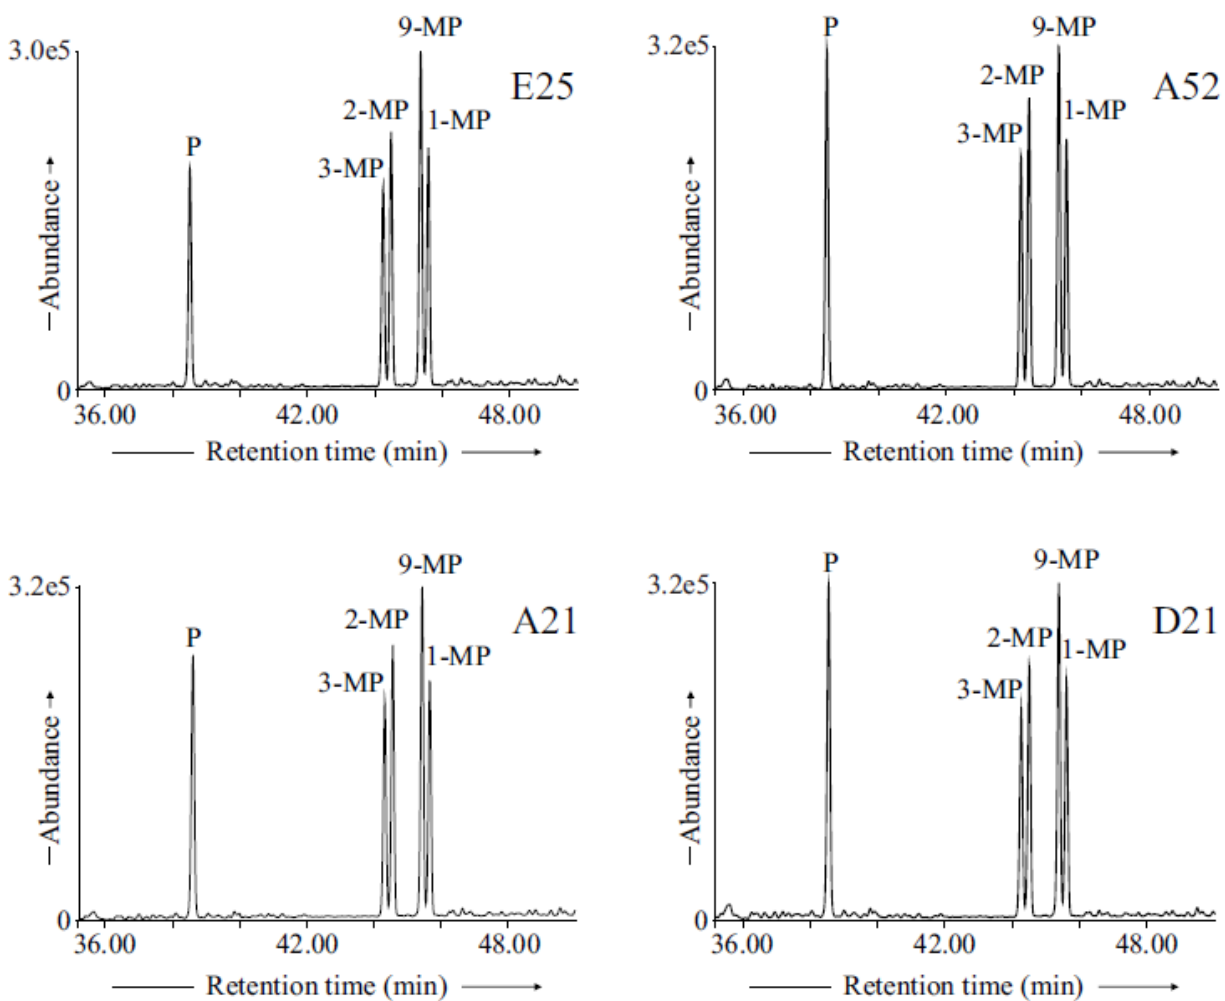 9-MP
3.0e5
E25
2-MP
1-MP
P
3-MP
Abundance
0
36.00 42.00 48.00
Retention time (min)
P
9-MP
3.2e5
A52
2-MP
1-MP
3-MP
Abundance
0
36.00 42.00 48.00
Retention time (min)
9-MP
3.2e5
A21
2-MP
P
1-MP
3-MP
Abundance
0
36.00 42.00 48.00
Retention time (min)
P
9-MP
3.2e5
D21
2-MP
1-MP
3-MP
Abundance
0
36.00 42.00 48.00
Retention time (min)